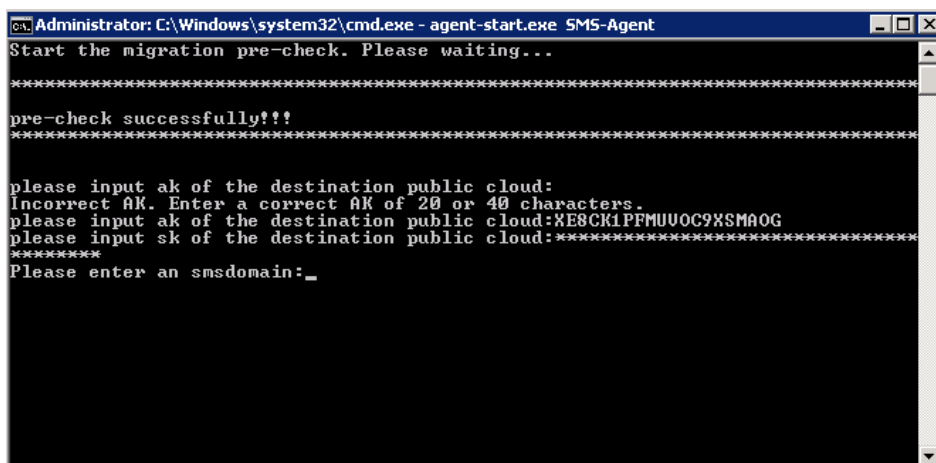 Administrator: C:\Windows\system32\cmd.exe - agent-start.exe SMS-Agent
Start the migration pre-check. Please waiting...
********************************************************************************
pre-check successfully!!!
********************************************************************************
please input ak of the destination public cloud:
Incorrect AK. Enter a correct AK of 20 or 40 characters.
please input ak of the destination public cloud:XE8CK1PFMUVOC9XSMAOG
please input sk of the destination public cloud:********************************
********
Please enter an smsdomain:_